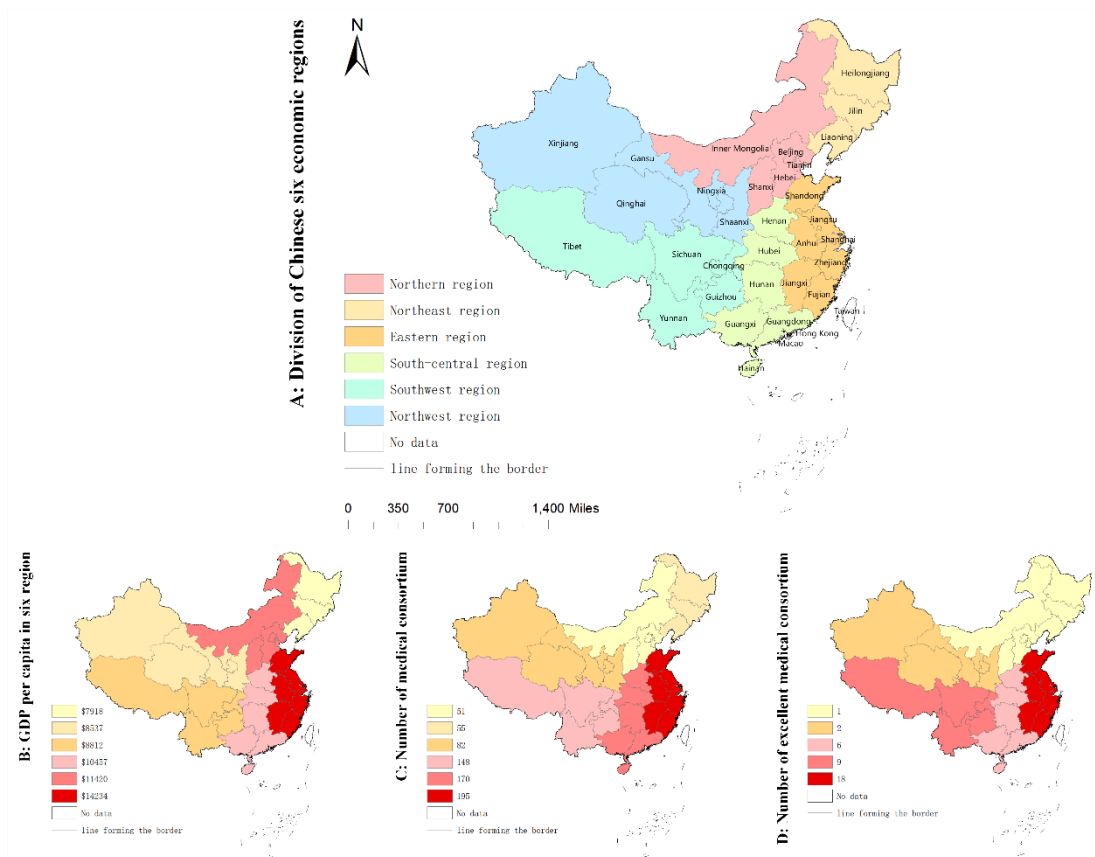 A: Division of Chinese six economic regions
N
Heilongjiang
Jilin
Liaoning
Xinjiang
Inner Mongolia
Beijing
Tianjin
Gansu
Hebei
Shanxi
Ningxia
Shandong
Qinghai
Shaanxi
Henan
Jiangsu
Tibet
Anhui
Shanghai
Sichuan
Hubei
Zhejiang
Chongqing
Hunan
Jiangxi
Guizhou
Fujian
Yunnan
Taiwan
Guangxi
Guangdong
Hong Kong
Macao
Hainan
Northern region
Northeast region
Eastern region
South-central region
Southwest region
Northwest region
No data
line forming the border
0 350 700 1,400 Miles
B: GDP per capita in six region
$7918
$8537
$8812
$10457
$11420
$14234
No data
line forming the border
C: Number of medical consortium
51
55
82
148
170
195
No data
line forming the border
D: Number of excellent medical consortium
1
2
6
9
18
No data
line forming the border